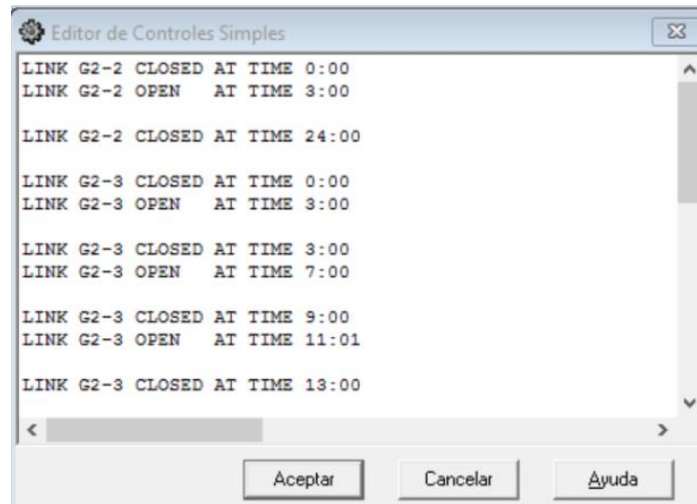 Editor de Controles Simples
LINK G2-2 CLOSED AT TIME 0:00
LINK G2-2 OPEN   AT TIME 3:00
LINK G2-2 CLOSED AT TIME 24:00
LINK G2-3 CLOSED AT TIME 0:00
LINK G2-3 OPEN   AT TIME 3:00
LINK G2-3 CLOSED AT TIME 3:00
LINK G2-3 OPEN   AT TIME 7:00
LINK G2-3 CLOSED AT TIME 9:00
LINK G2-3 OPEN   AT TIME 11:01
LINK G2-3 CLOSED AT TIME 13:00
Aceptar Cancelar Ayuda